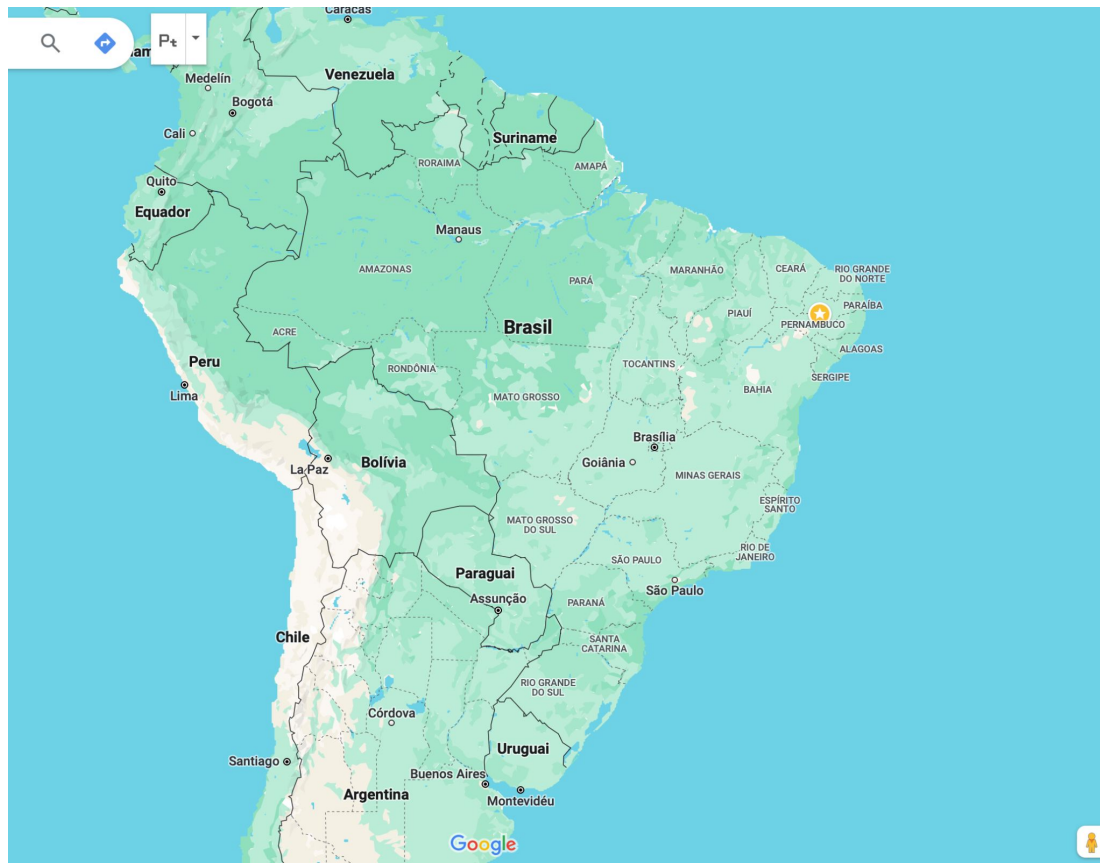 Caracas
Pt
am
Medelín
Venezuela
Bogotá
Cali
Suriname
RORAIMA
AMAPÁ
Quito
Equador
Manaus
AMAZONAS
PARÁ
MARANHÃO
CEARÁ
RIO GRANDE
DO NORTE
PARAÍBA
PIAUÍ
PERNAMBUCO
Brasil
ACRE
ALAGOAS
Peru
RONDÔNIA
TOCANTINS
SERGIPE
Lima
MATO GROSSO
BAHIA
Brasília
La Paz
Bolívia
Goiânia
MINAS GERAIS
ESPÍRITO
SANTO
MATO GROSSO
DO SUL
RIO DE
JANEIRO
SÃO PAULO
Paraguai
São Paulo
Assunção
PARANÁ
Chile
SANTA
CATARINA
RIO GRANDE
DO SUL
Córdova
Uruguai
Santiago
Buenos Aires
Argentina
Montevidéu
Google